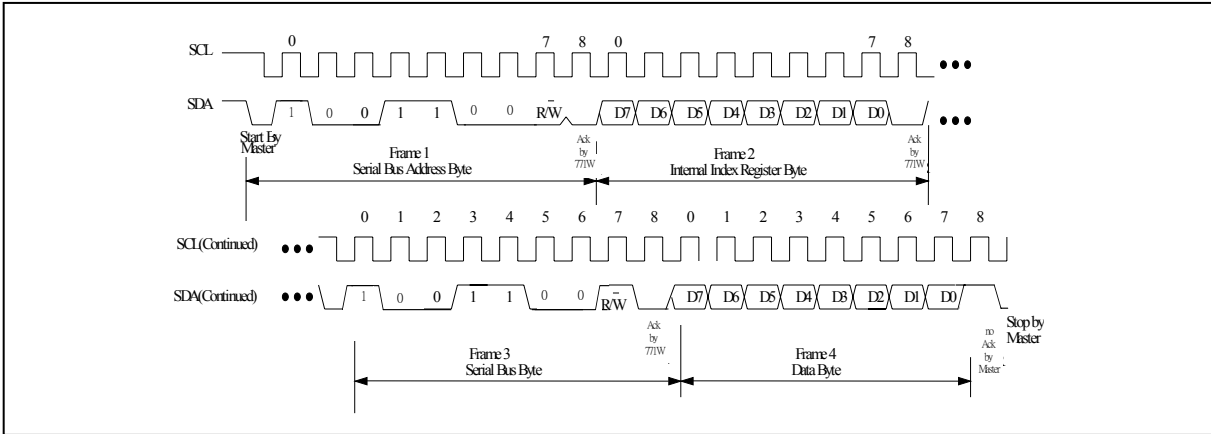 0 7 8 0 7 8
SCL
SDA
1 0 0 1 1 0 0 R/W D7 D6 D5 D4 D3 D2 D1 D0
Start By
Master
Ack
by
771W
Ack
by
771W
Frame 1
Serial Bus Address Byte
Frame 2
Internal Index Register Byte
0 1 2 3 4 5 6 7 8 0 1 2 3 4 5 6 7 8
SCL(Continued)
SDA(Continued)
1 0 0 1 1 0 0 R/W D7 D6 D5 D4 D3 D2 D1 D0
Ack
by
771W
no
Ack
by
Master
Stop by
Master
Frame 3
Serial Bus Byte
Frame 4
Data Byte